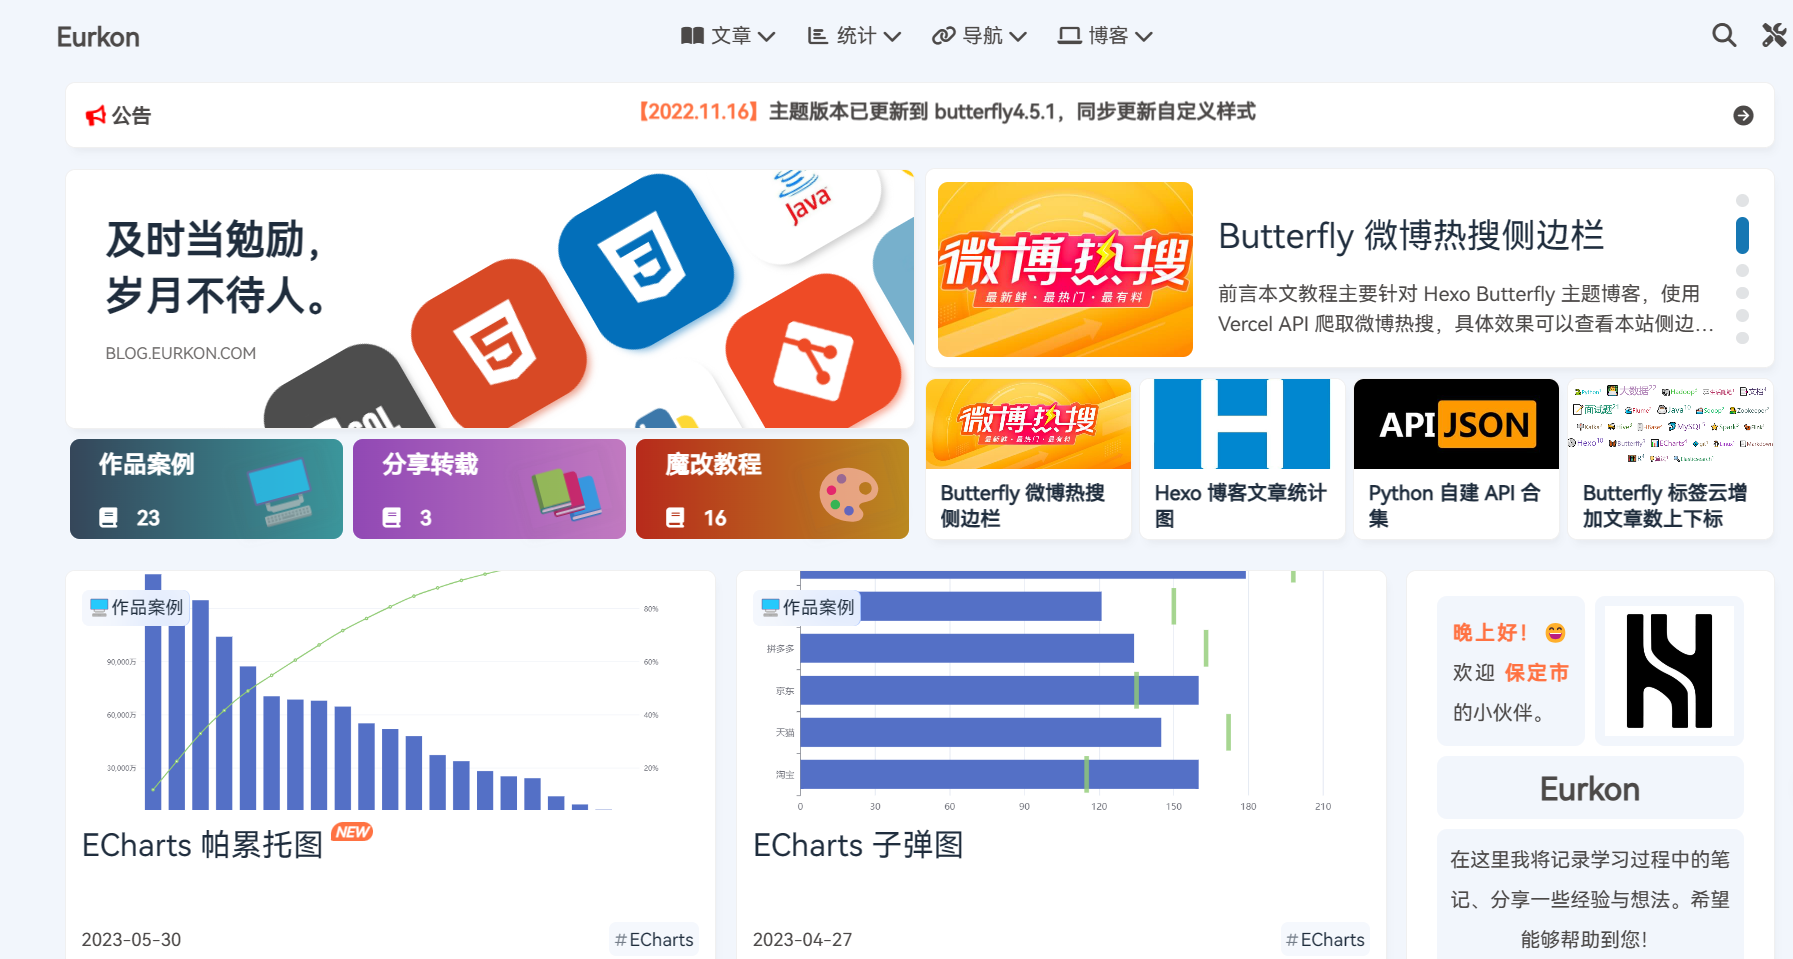 Eurkon
文章
统计
导航
博客
公告
【2022.11.16】主题版本已更新到 butterfly4.5.1，同步更新自定义样式
及时当勉励，
岁月不待人。
BLOG.EURKON.COM
Java
作品案例
23
分享转载
3
魔改教程
16
微博热搜
最新鲜·最热门·最有料
Butterfly 微博热搜侧边栏
前言本文教程主要针对 Hexo Butterfly 主题博客，使用
Vercel API 爬取微博热搜，具体效果可以查看本站侧边…
微博热搜
最新鲜·最热门·最有料
Butterfly 微博热搜
侧边栏
Hexo 博客文章统计
图
API JSON
Python 自建 API 合
集
Butterfly 标签云增
加文章数上下标
作品案例
80%
90,000万
60%
60,000万
40%
30,000万
20%
ECharts 帕累托图 NEW
2023-05-30
#ECharts
作品案例
拼多多
京东
天猫
淘宝
0 30 60 90 120 150 180 210
ECharts 子弹图
2023-04-27
#ECharts
晚上好！
欢迎 保定市
的小伙伴。
Eurkon
在这里我将记录学习过程中的笔
记、分享一些经验与想法。希望
能够帮助到您！